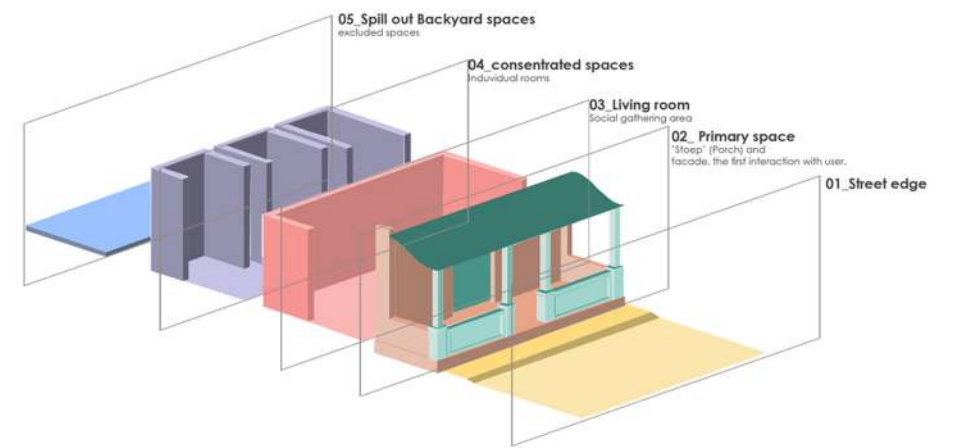 05_Spill out Backyard spaces
excluded spaces
04_consentrated spaces
Induvidual rooms
03_Living room
Social gathering area
02_ Primary space
'Stoep' (Porch) and
facade. the first interaction with user.
01_Street edge